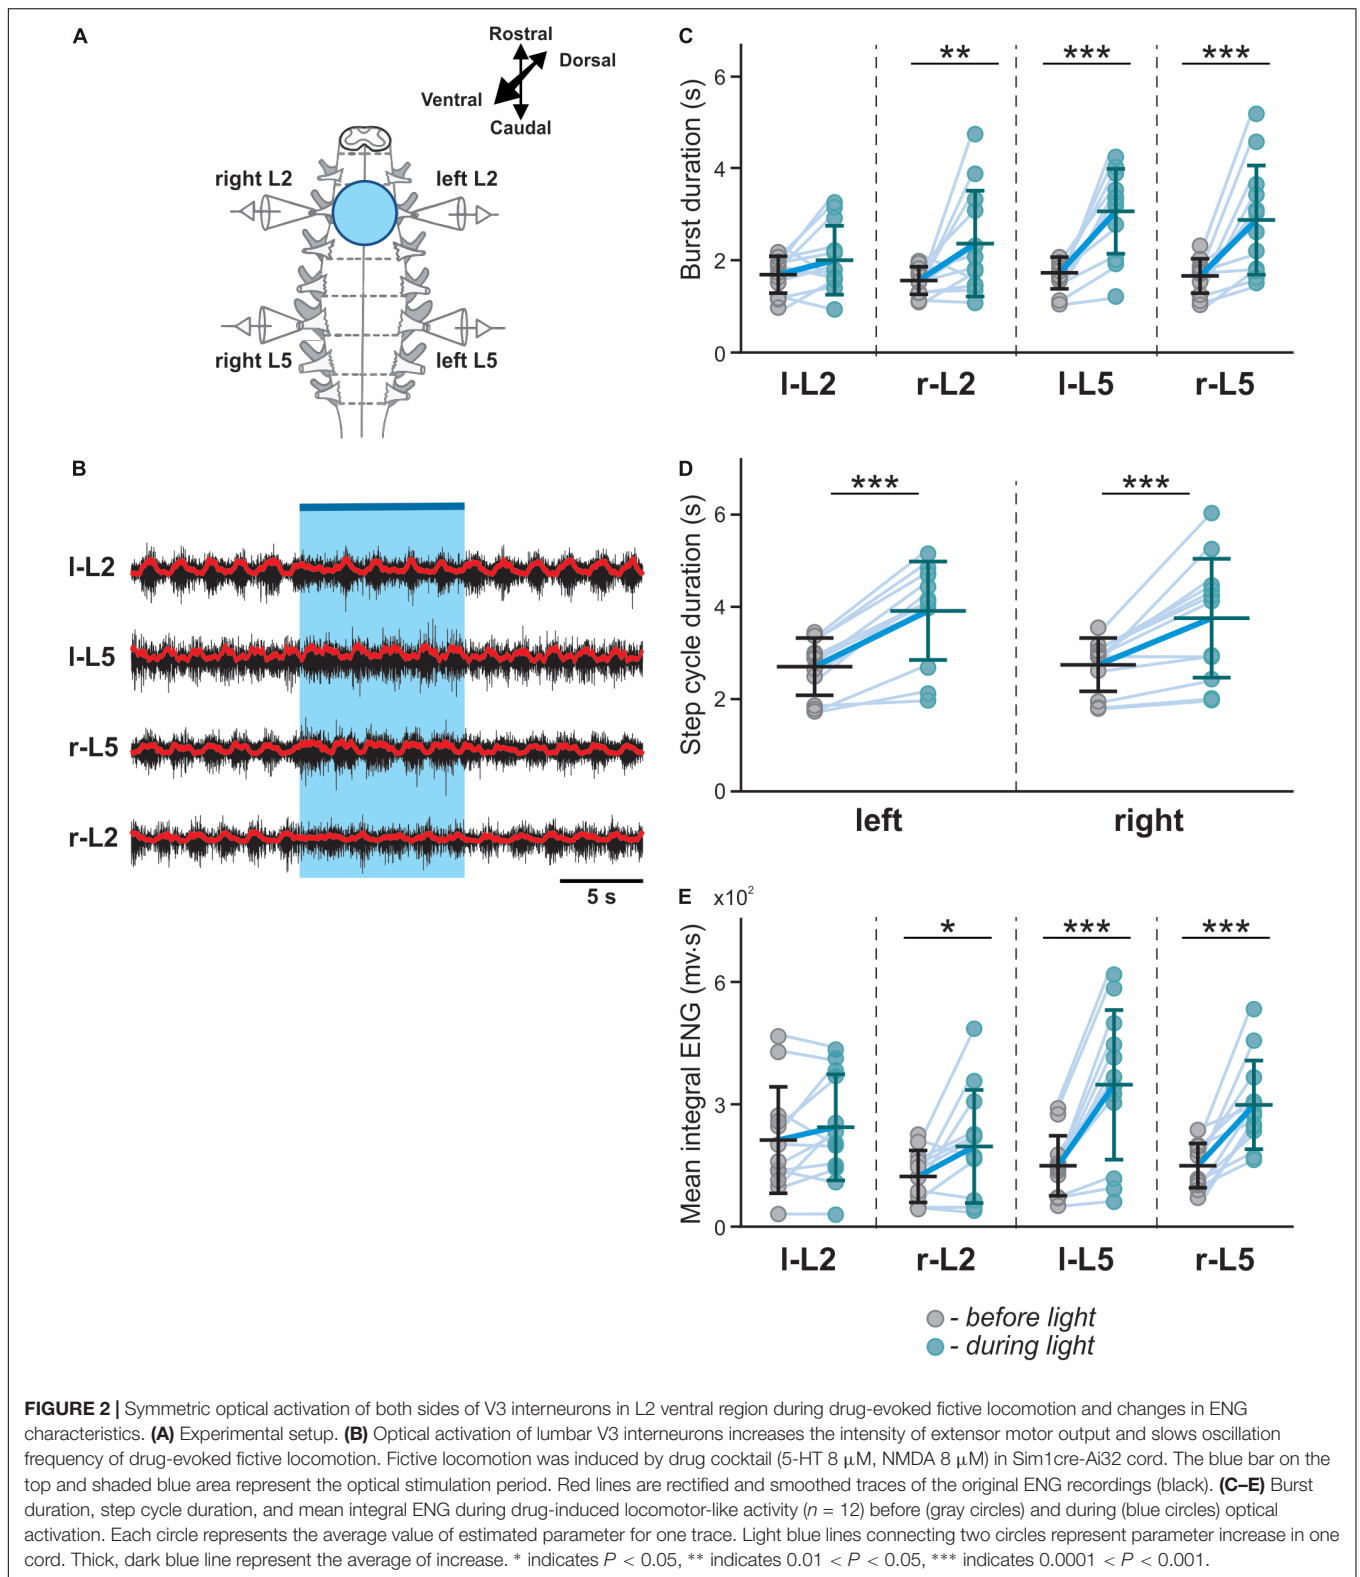 A
Rostral
Dorsal
Ventral
Caudal
right L2
left L2
right L5
left L5
B
l-L2
l-L5
r-L5
r-L2
5 s
C
**
***
***
Burst duration (s)
6
4
2
0
l-L2
r-L2
l-L5
r-L5
D
***
***
Step cycle duration (s)
6
4
2
0
left
right
E
x10²
*
***
***
Mean integral ENG (mv·s)
6
3
0
l-L2
r-L2
l-L5
r-L5
- before light
- during light
FIGURE 2 | Symmetric optical activation of both sides of V3 interneurons in L2 ventral region during drug-evoked fictive locomotion and changes in ENG
characteristics. (A) Experimental setup. (B) Optical activation of lumbar V3 interneurons increases the intensity of extensor motor output and slows oscillation
frequency of drug-evoked fictive locomotion. Fictive locomotion was induced by drug cocktail (5-HT 8 μM, NMDA 8 μM) in Sim1cre-Ai32 cord. The blue bar on the
top and shaded blue area represent the optical stimulation period. Red lines are rectified and smoothed traces of the original ENG recordings (black). (C–E) Burst
duration, step cycle duration, and mean integral ENG during drug-induced locomotor-like activity (n = 12) before (gray circles) and during (blue circles) optical
activation. Each circle represents the average value of estimated parameter for one trace. Light blue lines connecting two circles represent parameter increase in one
cord. Thick, dark blue line represent the average of increase. * indicates P < 0.05, ** indicates 0.01 < P < 0.05, *** indicates 0.0001 < P < 0.001.